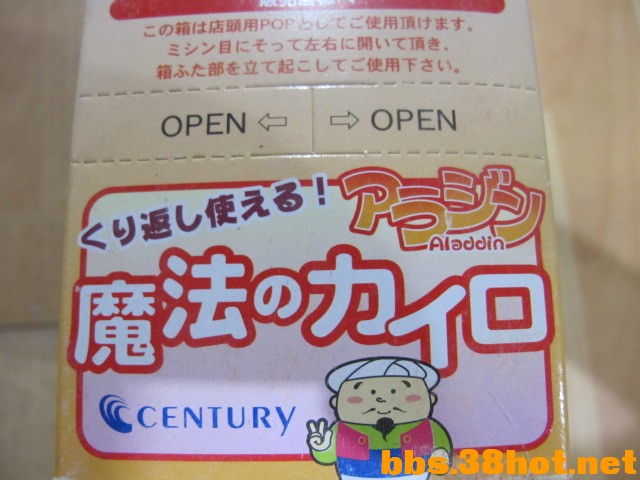 この箱は店頭用POPとしてご使用頂けます。
ミシン目にそって左右に開いて頂き、
箱ふた部を立て起こしてご使用下さい。
OPEN ⇦ ⇨ OPEN
くり返し使える！
アラジン
Aladdin
魔法のカイロ
CENTURY
bbs.38hot.net